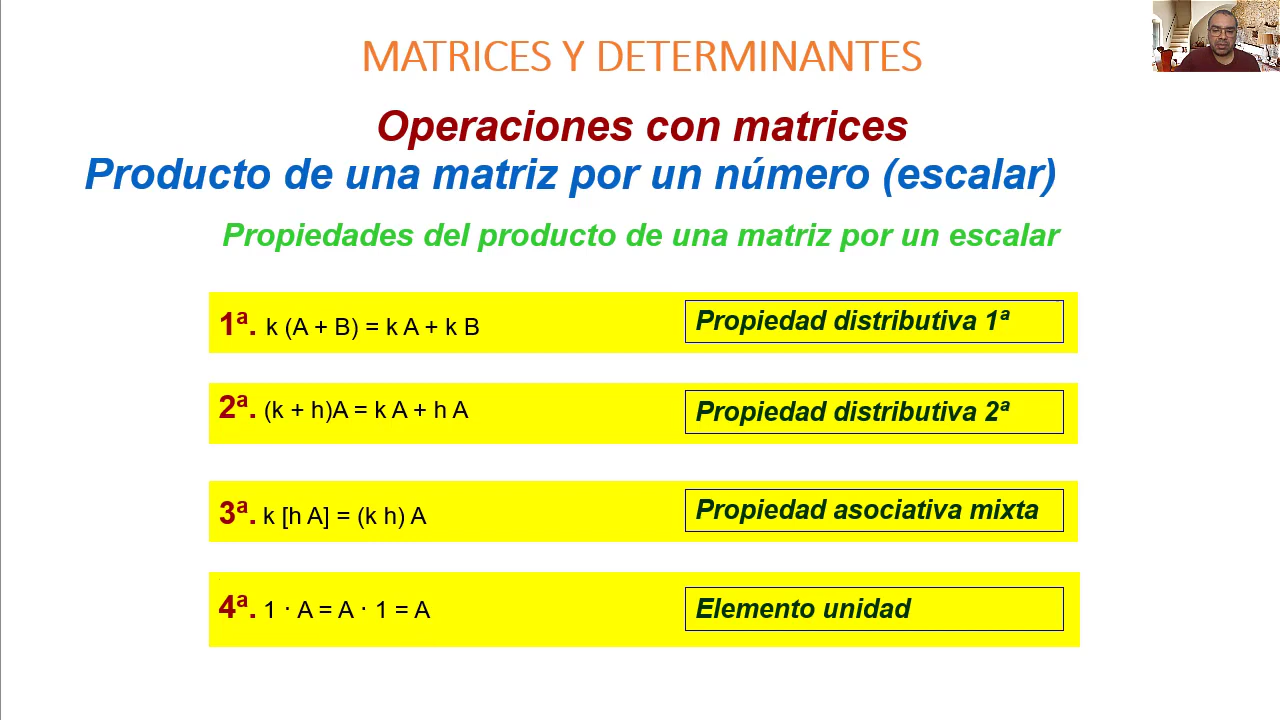 MATRICES Y DETERMINANTES
Operaciones con matrices
Producto de una matriz por un número (escalar)
Propiedades del producto de una matriz por un escalar
1ª. k (A + B) = k A + k B
Propiedad distributiva 1ª
2ª. (k + h)A = k A + h A
Propiedad distributiva 2ª
3ª. k [h A] = (k h) A
Propiedad asociativa mixta
4ª. 1 · A = A · 1 = A
Elemento unidad